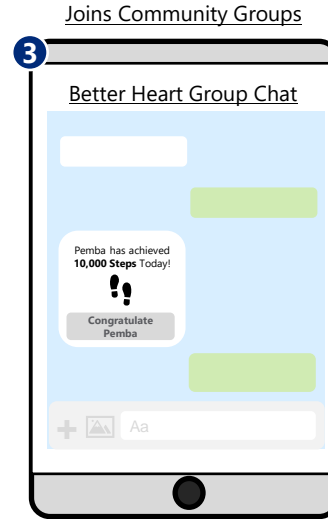 Joins Community Groups
3
Better Heart Group Chat
Pemba has achieved
10,000 Steps Today!
Congratulate
Pemba
Aa